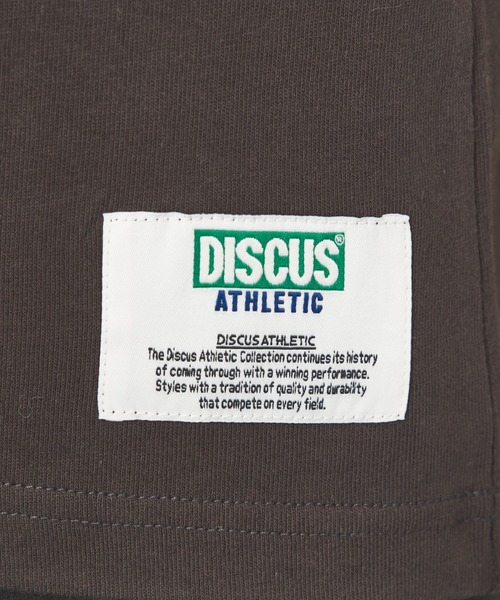 DISCUS®
ATHLETIC
DISCUS ATHLETIC
The Discus Athletic Collection continues its history
of coming through with a winning performance.
Styles with a tradition of quality and durability
that compete on every field.